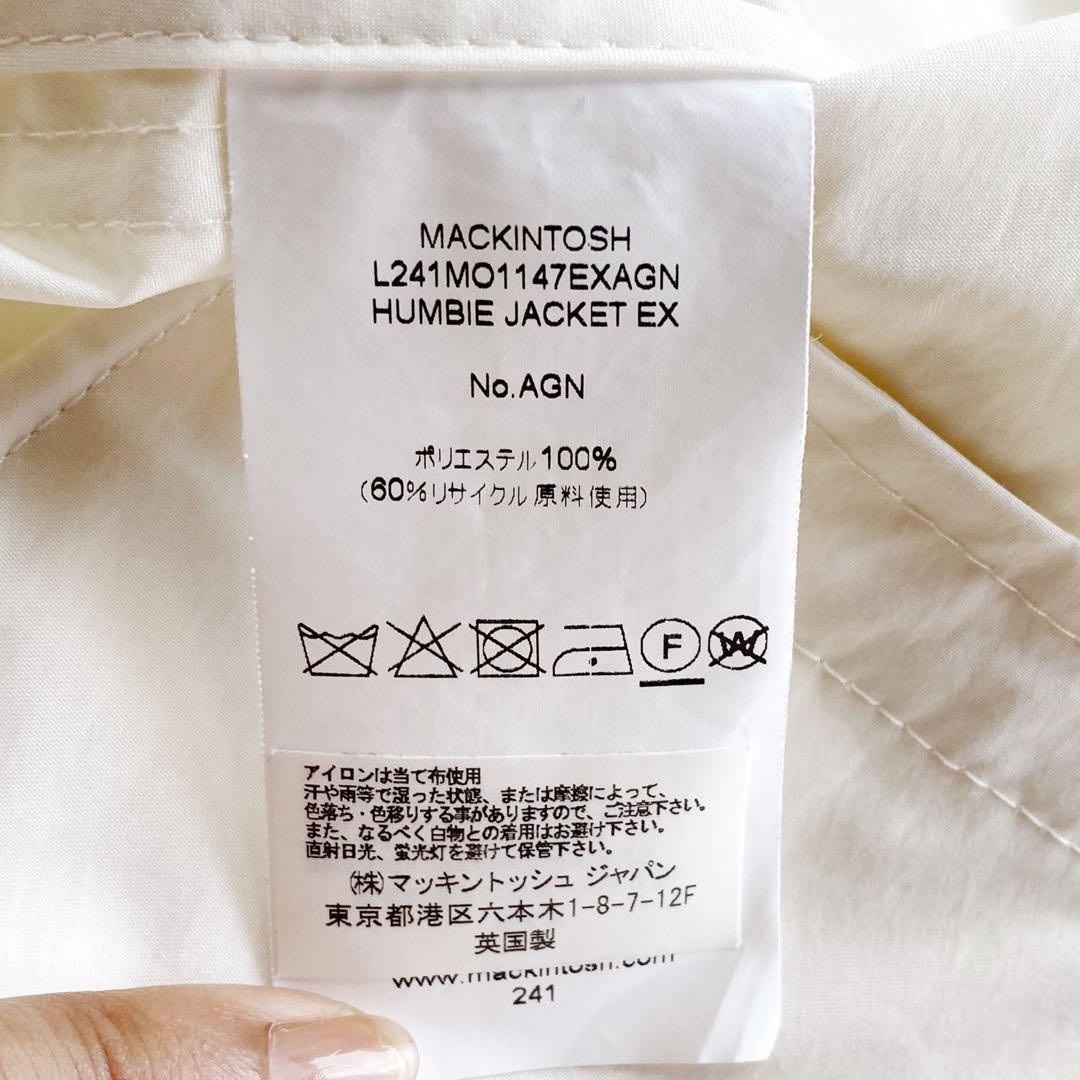 MACKINTOSH
L241MO1147EXAGN
HUMBIE JACKET EX
No.AGN
ポリエステル100%
(60%リサイクル原料使用)
F
W
アイロンは当て布使用
汗や雨等で湿った状態、または摩擦によって、
色落ち・色移りする事がありますので、ご注意下さい。
また、なるべく白物との着用はお避け下さい。
直射日光、蛍光灯を避けて保管下さい。
(株)マッキントッシュ ジャパン
東京都港区六本木1-8-7-12F
英国製
www.mackintosh.com
241